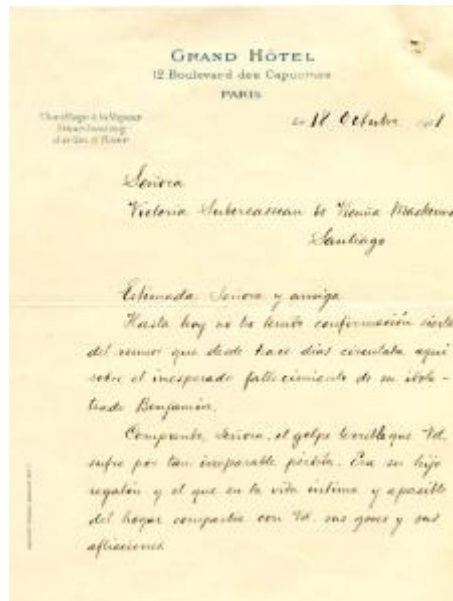 GRAND HÔTEL
12 Boulevard des Capucines
PARIS
Chauffage à la Vapeur
18 Octubre
Señora
Victoria Subercaseaux de Vicuña Mackenna
Santiago
Estimada Señora y amiga
Hasta hoy no he tenido confirmación cierta
del rumor que desde hace días circulaba aquí
sobre el inesperado fallecimiento de su idola-
trado Benjamín.
Comprendo, Señora, el golpe terrible que Vd.
sufre por tan irreparable pérdida. Era su hijo
regalón y el que en la vida íntima y apacible
del hogar compartía con Vd. sus goces y sus
aflicciones